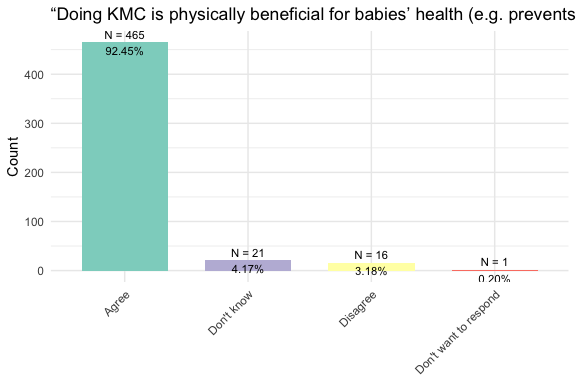 “Doing KMC is physically beneficial for babies’ health (e.g. prevents
N = 465
92.45%
400
300
200
100
0
Count
N = 21
4.17%
N = 16
3.18%
N = 1
0.20%
Agree
Don't know
Disagree
Don't want to respond